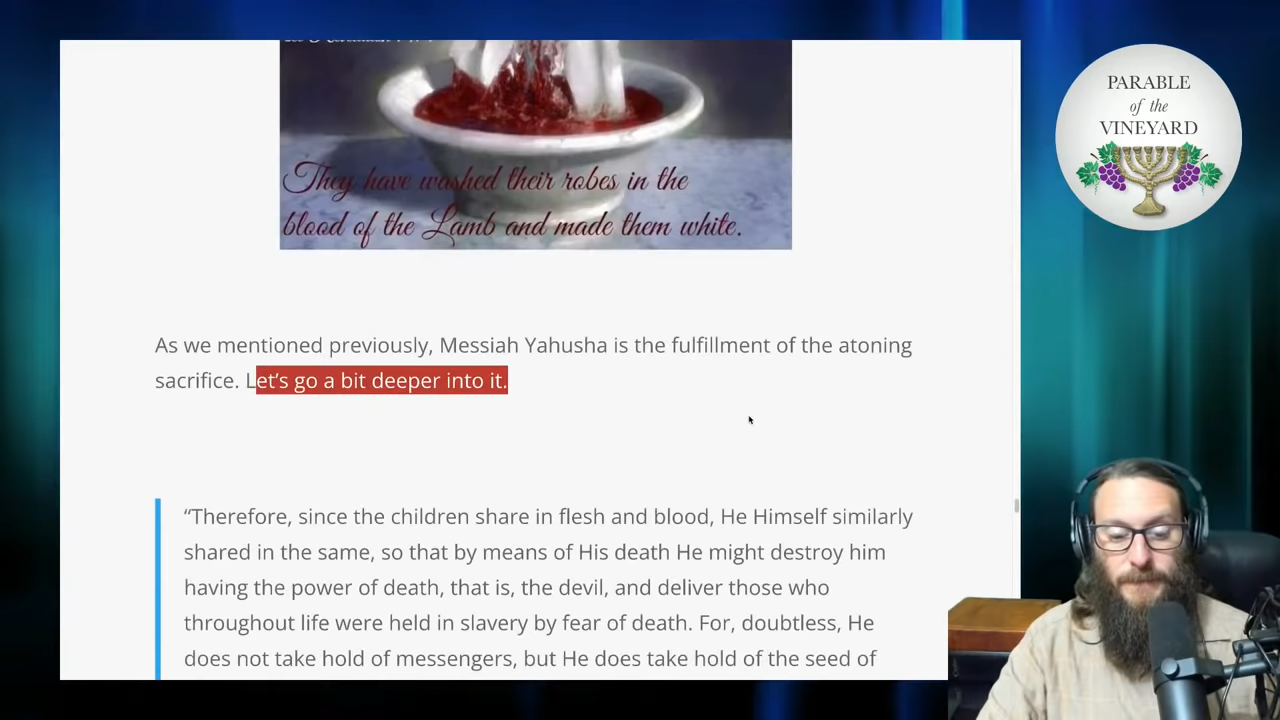 They have washed their robes in the
blood of the Lamb and made them white.
As we mentioned previously, Messiah Yahusha is the fulfillment of the atoning
sacrifice. Let’s go a bit deeper into it.
“Therefore, since the children share in flesh and blood, He Himself similarly
shared in the same, so that by means of His death He might destroy him
having the power of death, that is, the devil, and deliver those who
throughout life were held in slavery by fear of death. For, doubtless, He
does not take hold of messengers, but He does take hold of the seed of
PARABLE
of the
VINEYARD